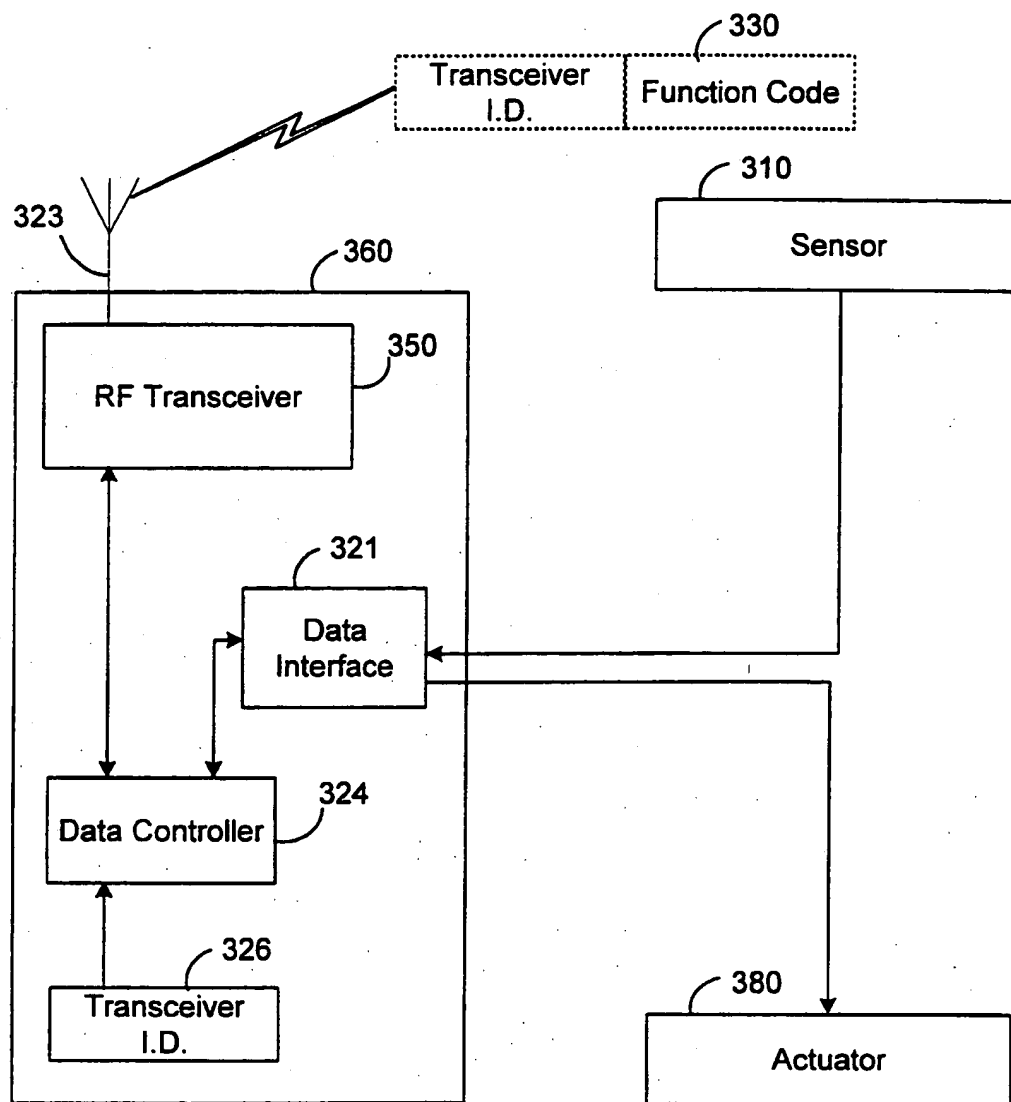 330
Transceiver
I.D.
Function Code
310
Sensor
323
360
350
RF Transceiver
321
Data
Interface
324
Data Controller
326
Transceiver
I.D.
380
Actuator